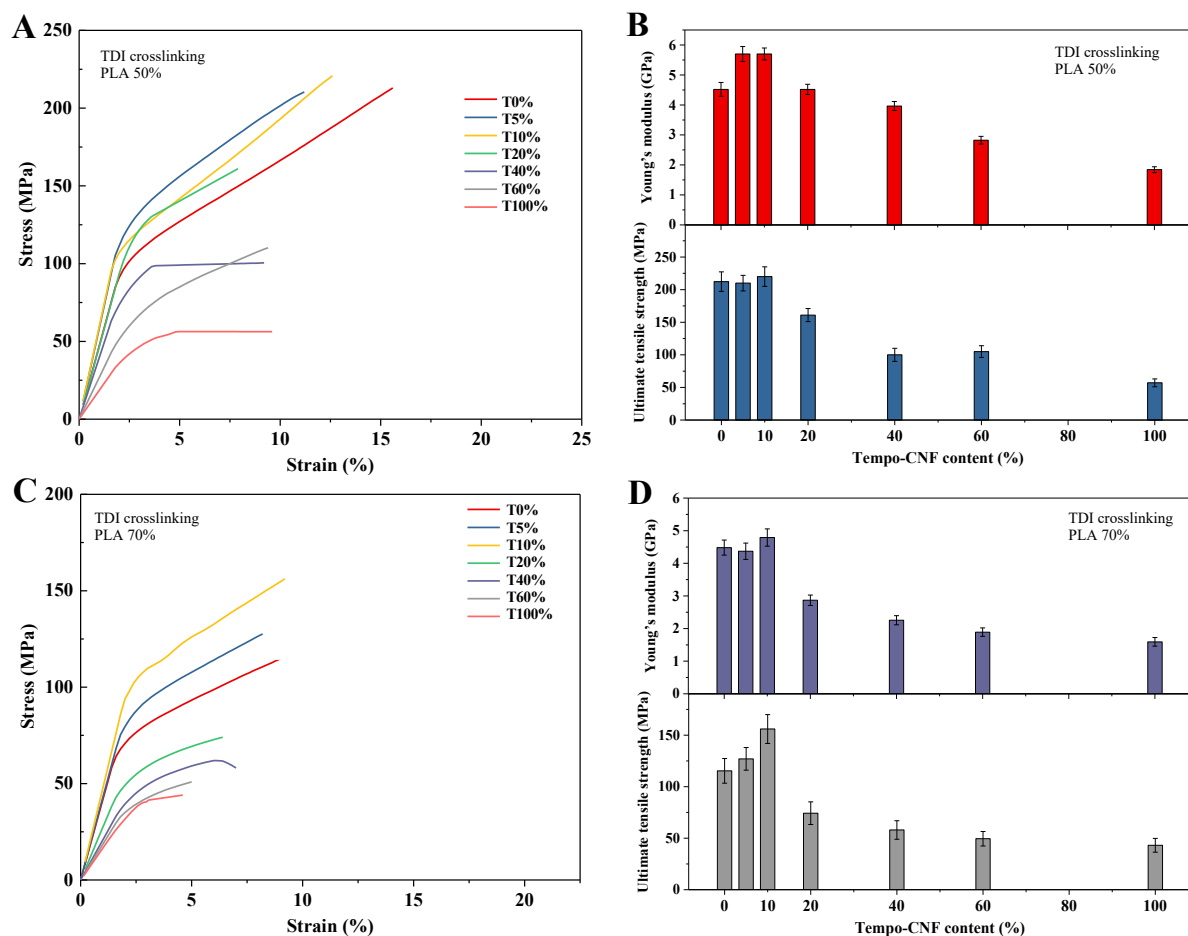 A
250
200
150
100
50
0
Stress (MPa)
TDI crosslinking
PLA 50%
T0%
T5%
T10%
T20%
T40%
T60%
T100%
0 5 10 15 20 25
Strain (%)
B
6
5
4
3
2
1
0
Young's modulus (GPa)
TDI crosslinking
PLA 50%
250
200
150
100
50
0
Ultimate tensile strength (MPa)
0 10 20 40 60 80 100
Tempo-CNF content (%)
C
200
150
100
50
0
Stress (MPa)
TDI crosslinking
PLA 70%
T0%
T5%
T10%
T20%
T40%
T60%
T100%
0 5 10 15 20
Strain (%)
D
6
5
4
3
2
1
0
Young's modulus (GPa)
TDI crosslinking
PLA 70%
150
100
50
0
Ultimate tensile strength (MPa)
0 10 20 40 60 80 100
Tempo-CNF content (%)